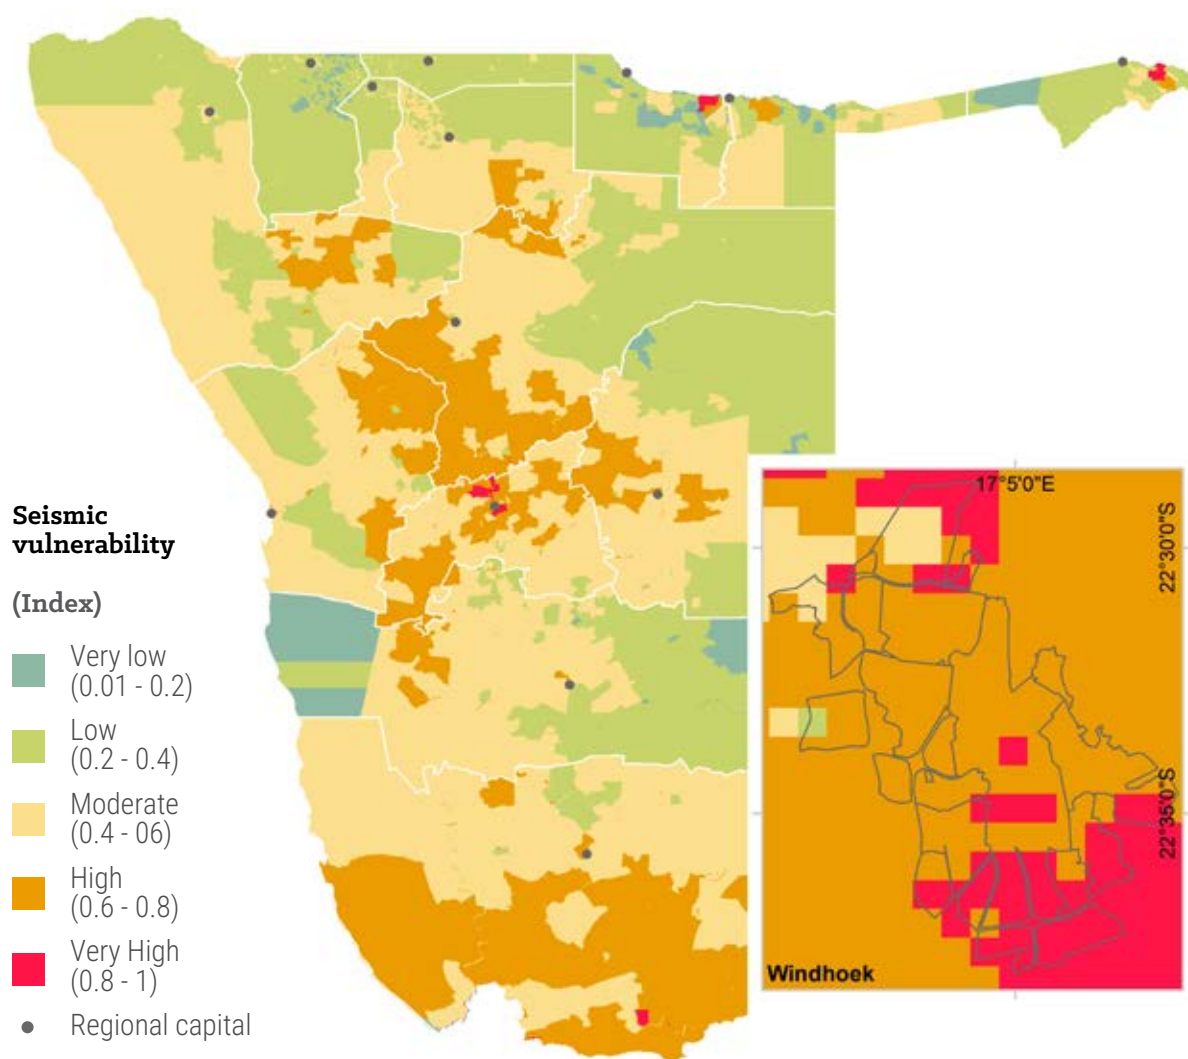 Seismic
vulnerability
(Index)
Very low
(0.01 - 0.2)
Low
(0.2 - 0.4)
Moderate
(0.4 - 06)
High
(0.6 - 0.8)
Very High
(0.8 - 1)
Regional capital
17°5'0"E
22°30'0"S
22°35'0"S
Windhoek